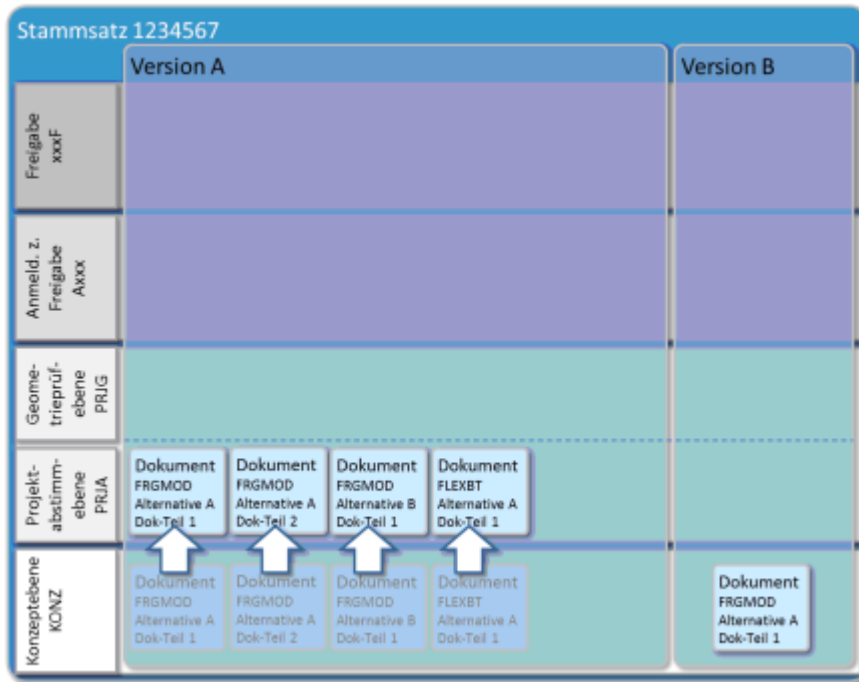 Stammsatz 1234567
Version A
Version B
Freigabe
xxxF
Anmeld. z.
Freigabe
Axxx
Geome-
trieprüf-
ebene
PRJG
Projekt-
abstimm-
ebene
PRJA
Dokument
FRGMOD
Alternative A
Dok-Teil 1
Dokument
FRGMOD
Alternative A
Dok-Teil 2
Dokument
FRGMOD
Alternative B
Dok-Teil 1
Dokument
FLEXBT
Alternative A
Dok-Teil 1
Konzeptebene
KONZ
Dokument
FRGMOD
Alternative A
Dok-Teil 1
Dokument
FRGMOD
Alternative A
Dok-Teil 2
Dokument
FRGMOD
Alternative B
Dok-Teil 1
Dokument
FLEXBT
Alternative A
Dok-Teil 1
Dokument
FRGMOD
Alternative A
Dok-Teil 1